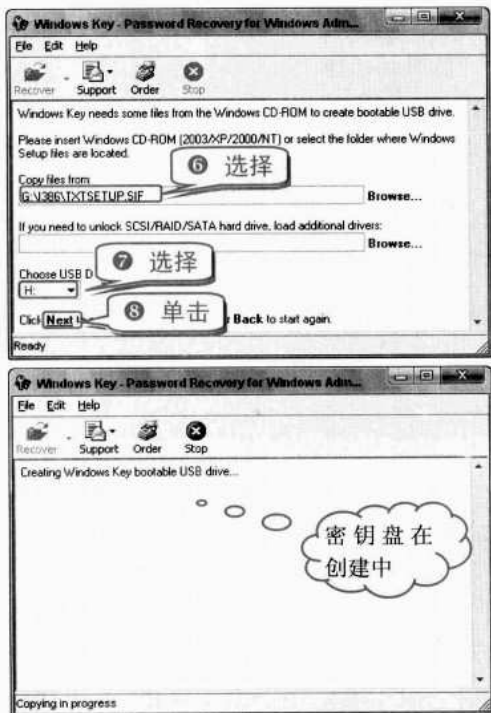 Windows Key - Password Recovery for Windows Adm...
File Edit Help
Recover Support Order Stop
Windows Key needs some files from the Windows CD-ROM to create bootable USB drive.
Please insert Windows CD-ROM (2003/XP/2000/NT) or select the folder where Windows
Setup files are located.
Copy files from
❻ 选择
G:\I386\TXTSETUP.SIF Browse...
If you need to unlock SCSI/RAID/SATA hard drive, load additional drivers:
Browse...
Choose USB D
❼ 选择
H:
Click Next ❽ 单击 Back to start again.
Ready
Windows Key - Password Recovery for Windows Adm...
File Edit Help
Recover Support Order Stop
Creating Windows Key bootable USB drive...
密钥盘在
创建中
Copying in progress